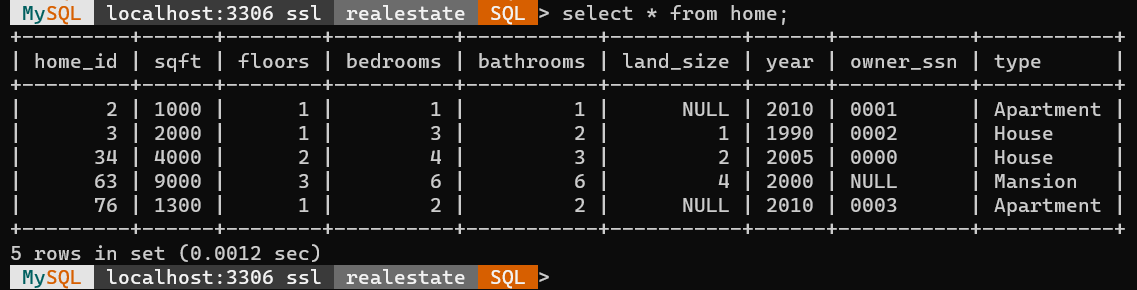 MySQL localhost:3306 ssl realestate SQL> select * from home;
+---------+------+--------+----------+-----------+-----------+------+-----------+-----------+
| home_id | sqft | floors | bedrooms | bathrooms | land_size | year | owner_ssn | type      |
+---------+------+--------+----------+-----------+-----------+------+-----------+-----------+
|       2 | 1000 |      1 |        1 |         1 |      NULL | 2010 | 0001      | Apartment |
|       3 | 2000 |      1 |        3 |         2 |         1 | 1990 | 0002      | House     |
|      34 | 4000 |      2 |        4 |         3 |         2 | 2005 | 0000      | House     |
|      63 | 9000 |      3 |        6 |         6 |         4 | 2000 | NULL      | Mansion   |
|      76 | 1300 |      1 |        2 |         2 |      NULL | 2010 | 0003      | Apartment |
+---------+------+--------+----------+-----------+-----------+------+-----------+-----------+
5 rows in set (0.0012 sec)
MySQL localhost:3306 ssl realestate SQL>